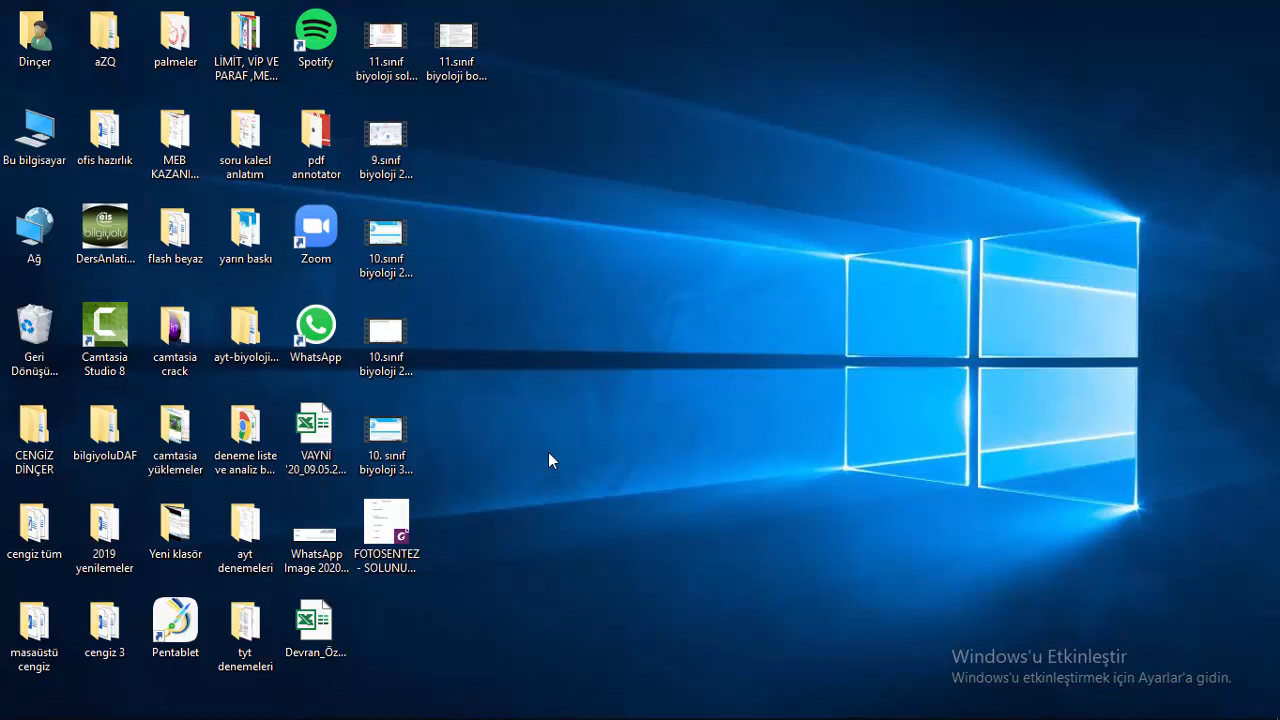 Dinçer
aZQ
palmeler
LİMİT, VİP VE
PARAF ,ME...
Spotify
11.sınıf
biyoloji sol...
11.sınıf
biyoloji bo...
Bu bilgisayar
ofis hazırlık
MEB
KAZANI...
soru kalesI
anlatım
pdf
annotator
9.sınıf
biyoloji 2...
Ağ
eis
bilgiyolu
DersAnlati...
flash beyaz
yarın baskı
Zoom
10.sınıf
biyoloji 2...
Geri
Dönüşü...
Camtasia
Studio 8
camtasia
crack
ayt-biyoloji...
WhatsApp
10.sınıf
biyoloji 2...
CENGİZ
DİNÇER
bilgiyoluDAF
camtasia
yüklemeler
deneme liste
ve analiz b...
VAYNİ
'20_09.05.2...
10. sınıf
biyoloji 3...
cengiz tüm
2019
yenilemeler
Yeni klasör
ayt
denemeleri
WhatsApp
Image 2020...
FOTOSENTEZ
- SOLUNU...
masaüstü
cengiz
cengiz 3
Pentablet
tyt
denemeleri
Devran_Öz...
Windows'u Etkinleştir
Windows'u etkinleştirmek için Ayarlar'a gidin.